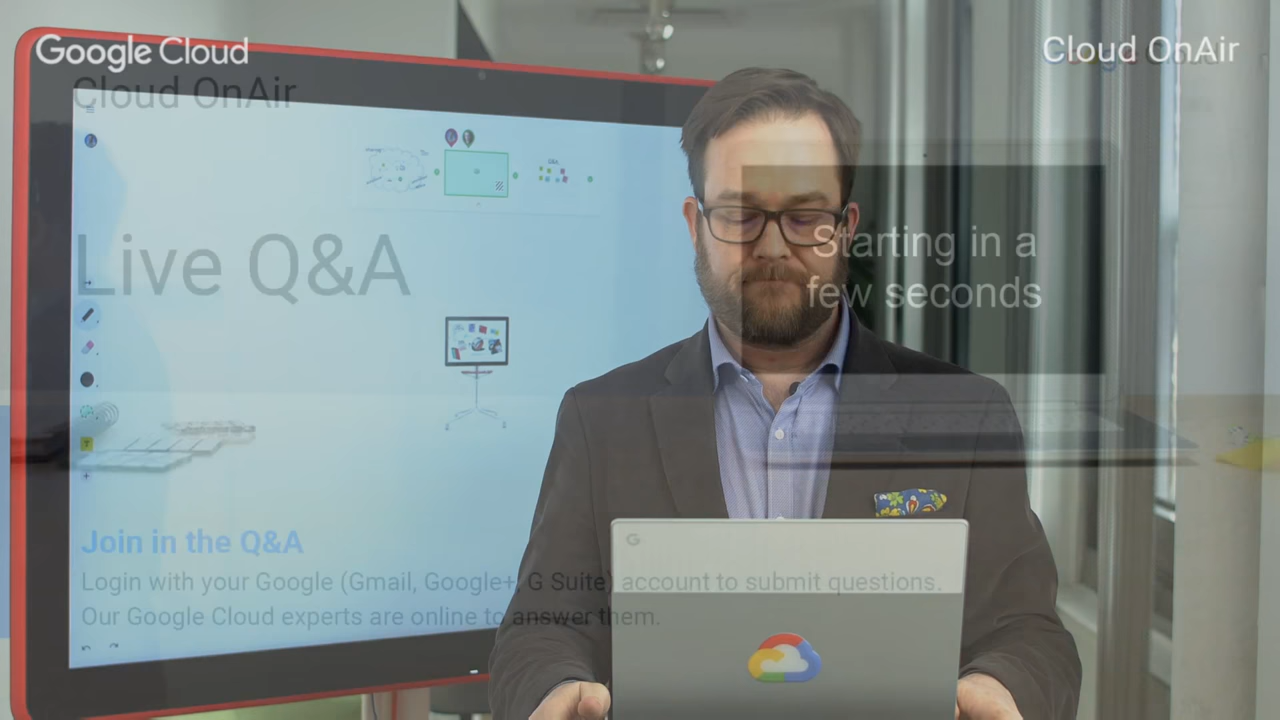 Google Cloud
Cloud OnAir
Cloud OnAir
Live Q&A
Starting in a
few seconds
Join in the Q&A
Login with your Google (Gmail, Google+, G Suite) account to submit questions.
Our Google Cloud experts are online to answer them.
G